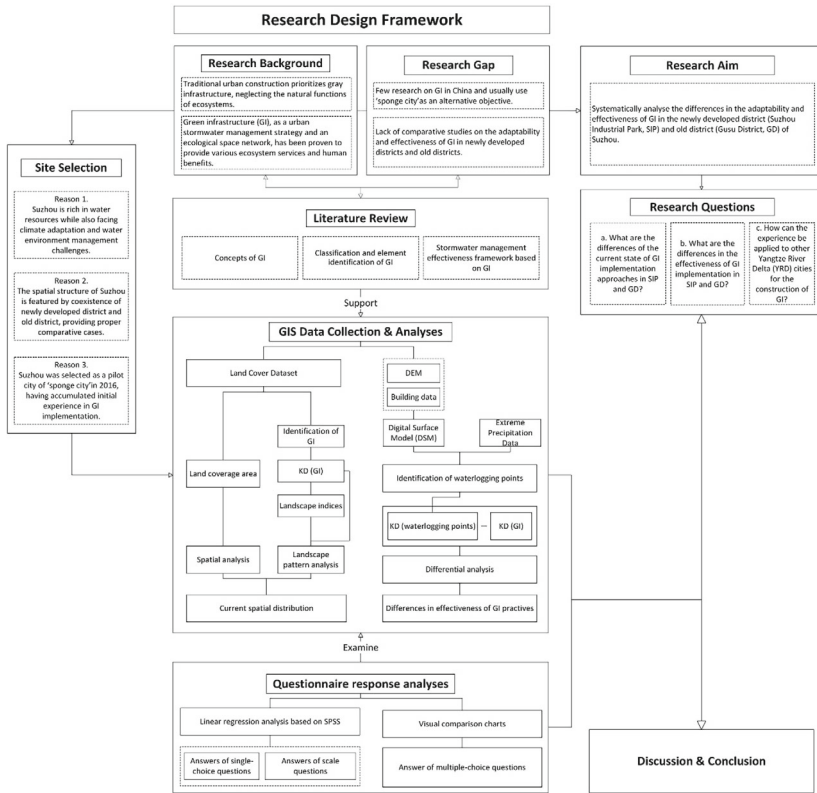 Research Design Framework
Research Background
Traditional urban construction prioritizes gray
infrastructure, neglecting the natural functions
of ecosystems.
Green infrastructure (GI), as a urban
stormwater management strategy and an
ecological space network, has been proven to
provide various ecosystem services and human
benefits.
Research Gap
Few research on GI in China and usually use
'sponge city'as an alternative objective.
Lack of comparative studies on the adaptability
and effectiveness of GI in newly developed
districts and old districts.
Research Aim
Systematically analyse the differences in the adaptability and
effectiveness of GI in the newly developed district (Suzhou
Industrial Park, SIP) and old district (Gusu District, GD) of
Suzhou.
Site Selection
Reason 1.
Suzhou is rich in water
resources while also facing
climate adaptation and water
environment management
challenges.
Reason 2.
The spatial structure of Suzhou
is featured by coexistence of
newly developed district and
old district, providing proper
comparative cases.
Reason 3.
Suzhou was selected as a pilot
city of 'sponge city'in 2016,
having accumulated initial
experience in GI
implementation.
Literature Review
Concepts of GI
Classification and element
identification of GI
Stormwater management
effectiveness framework based
on GI
Research Questions
a. What are the
differences of the
current state of GI
implementation
approaches in SIP
and GD?
b. What are the
differences in the
effectiveness of GI
implementation in
SIP and GD?
c. How can the
experience be
applied to other
Yangtze River
Delta (YRD) cities
for the
construction of
GI?
Support
GIS Data Collection & Analyses
Land Cover Dataset
DEM
Building data
Identification of
GI
Digital Surface
Model (DSM)
Extreme
Precipitation
Data
Land coverage area
KD (GI)
Identification of waterlogging points
Landscape indices
KD (waterlogging points)
KD (GI)
Spatial analysis
Landscape
pattern analysis
Differential analysis
Current spatial distribution
Differences in effectiveness of GI practives
Examine
Questionnaire response analyses
Linear regression analysis based on SPSS
Visual comparison charts
Answers of single-
choice questions
Answers of scale
questions
Answer of multiple-choice questions
Discussion & Conclusion